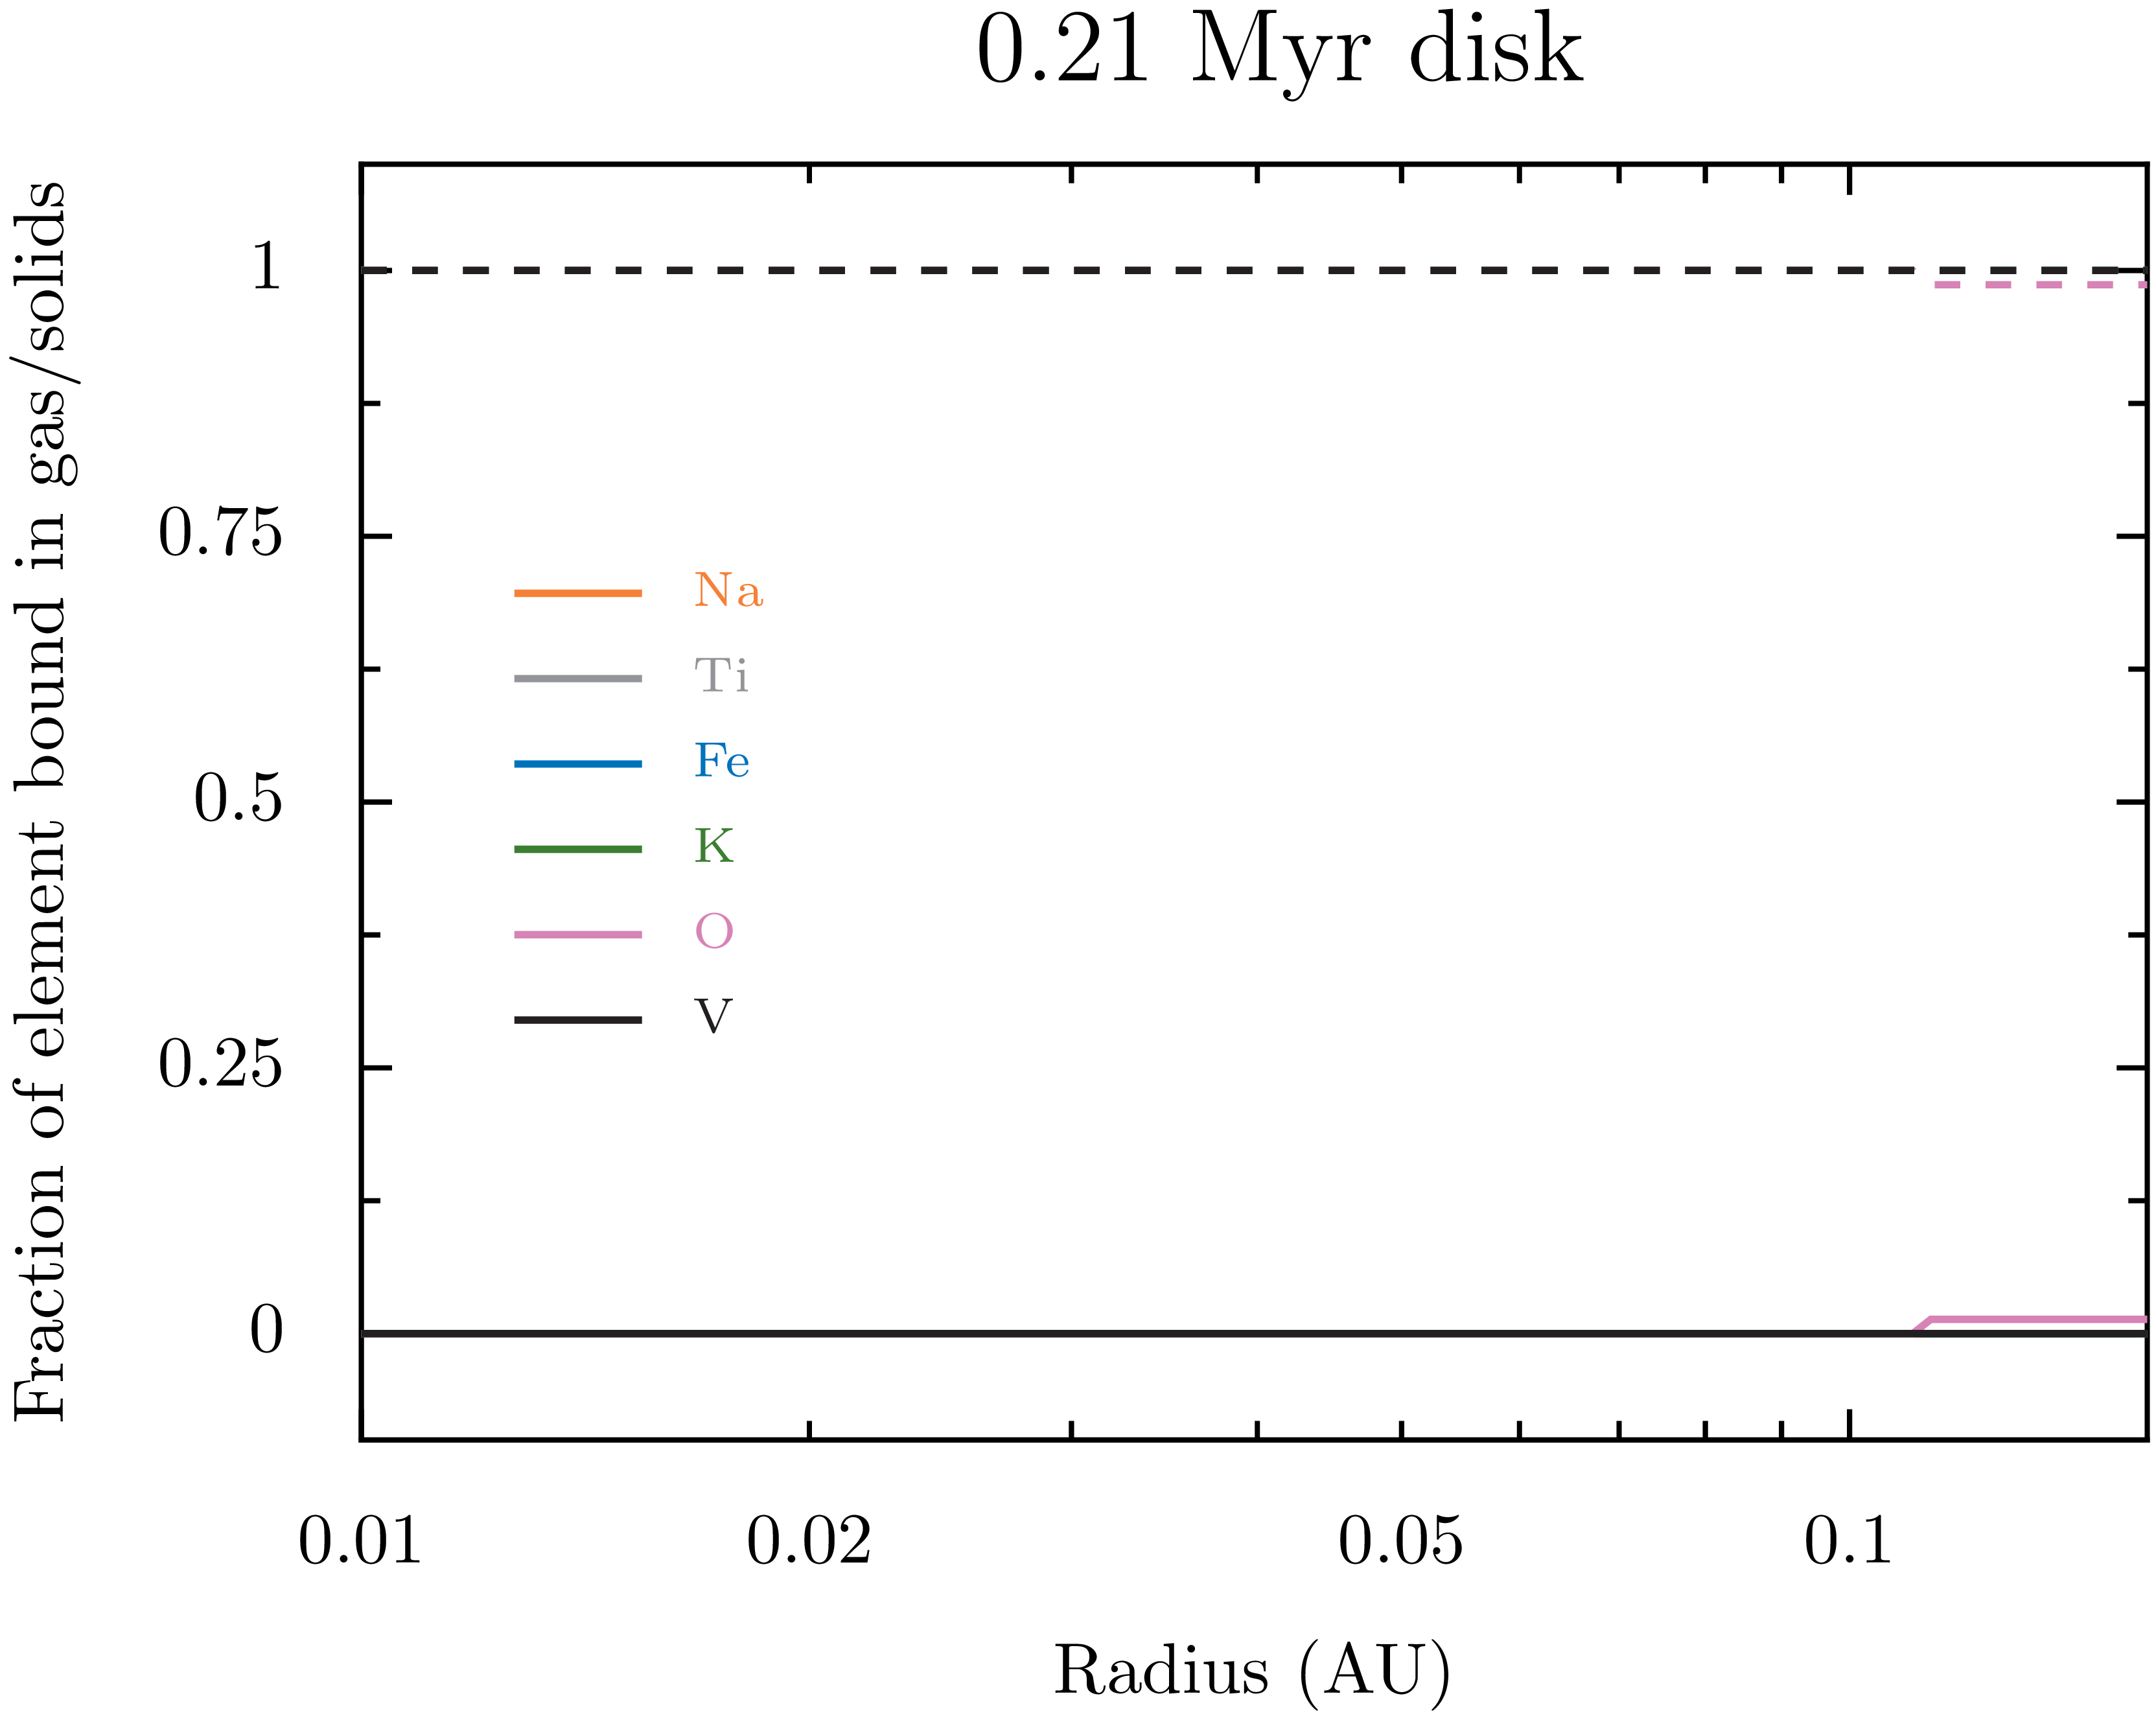 0.21 Myr disk
Fraction of element bound in gas/solids
1
0.75
0.5
0.25
0
Na
Ti
Fe
K
O
V
0.01 0.02 0.05 0.1
Radius (AU)